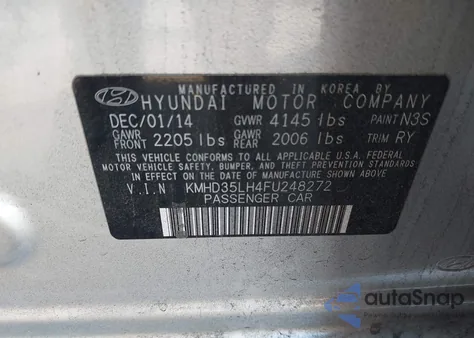 MANUFACTURED IN KOREA
HYUNDAI MOTOR COMPANY
DEC/01/14 GVWR 4145 lbs PAINT N3S
GAWR FRONT 2205 lbs GAWR REAR 2006 lbs TRIM RY
THIS VEHICLE CONFORMS TO ALL APPLICABLE U.S.A. FEDERAL
MOTOR VEHICLE SAFETY, BUMPER, AND THEFT PREVENTION
STANDARDS IN EFFECT ON THE DATE OF MANUFACTURE SHOWN ABOVE.
V.I.N KMHD35LH4FU248272
PASSENGER CAR
autoSnap